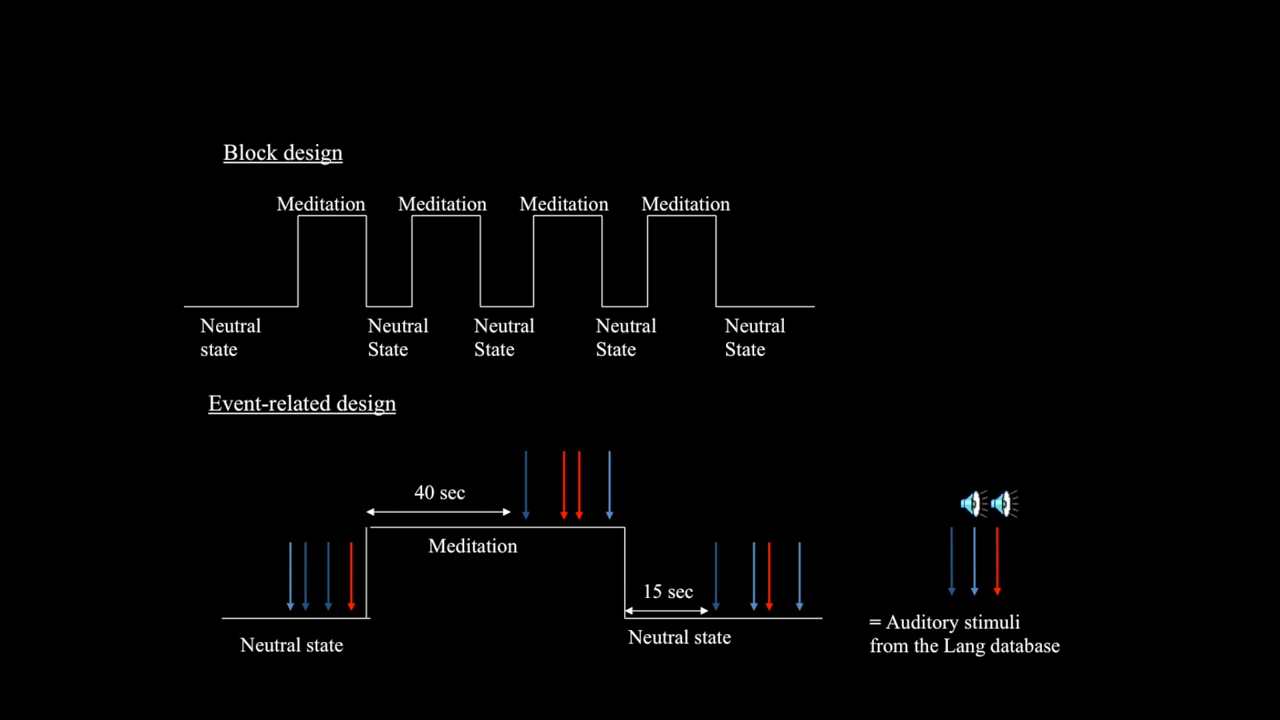 Block design
Meditation Meditation Meditation Meditation
Neutral Neutral Neutral Neutral Neutral
state State State State State
Event-related design
40 sec
Meditation
15 sec
Neutral state
Neutral state
= Auditory stimuli
from the Lang database